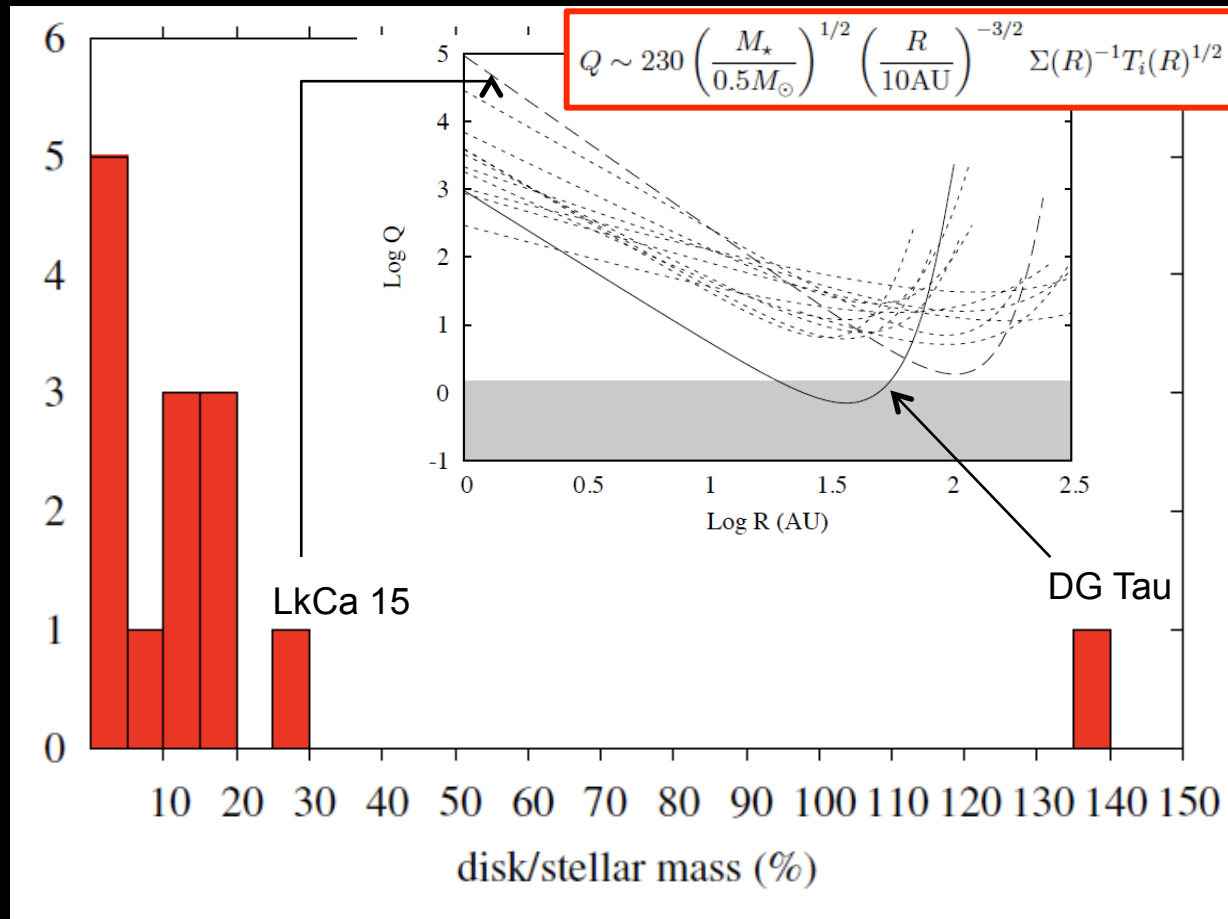 Q ∼ 230 (M⋆/0.5M⊙)^{1/2} (R/10AU)^{−3/2} Σ(R)^{−1}T_i(R)^{1/2}
6
5
4
3
2
1
0
5
4
3
2
1
0
-1
Log Q
0 0.5 1 1.5 2 2.5
Log R (AU)
LkCa 15
DG Tau
10 20 30 40 50 60 70 80 90 100 110 120 130 140 150
disk/stellar mass (%)